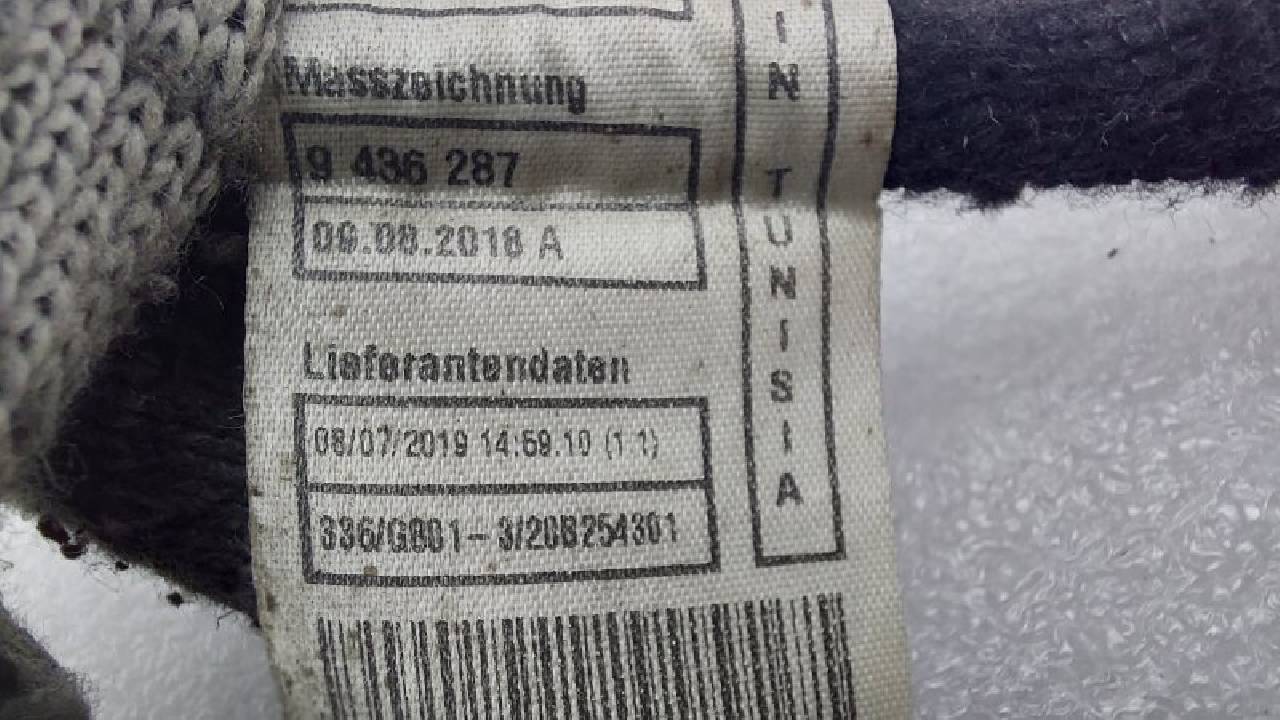 Masszeichnung
9 436 287
09.08.2018 A
Lieferantendaten
08/07/2019 14:59:10 (1.1)
336/G001-3/208254301
IN TUNISIA